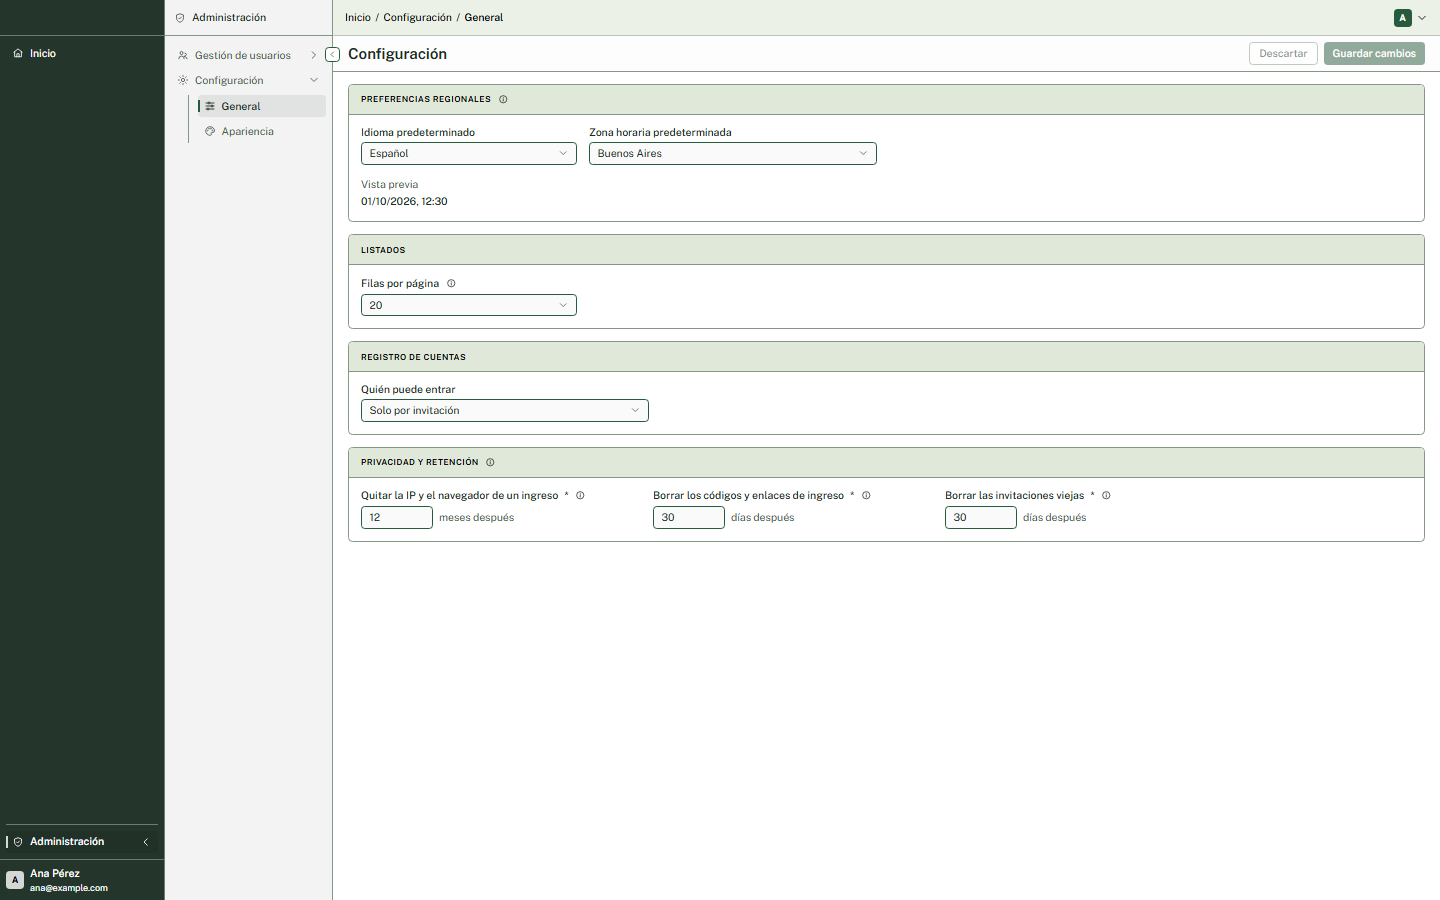 Administración
Inicio / Configuración / General
A
Inicio
Gestión de usuarios
Configuración
General
Apariencia
Configuración
Descartar
Guardar cambios
PREFERENCIAS REGIONALES
Idioma predeterminado
Zona horaria predeterminada
Español
Buenos Aires
Vista previa
01/10/2026, 12:30
LISTADOS
Filas por página
20
REGISTRO DE CUENTAS
Quién puede entrar
Solo por invitación
PRIVACIDAD Y RETENCIÓN
Quitar la IP y el navegador de un ingreso *
Borrar los códigos y enlaces de ingreso *
Borrar las invitaciones viejas *
12 meses después
30 días después
30 días después
Administración
A
Ana Pérez
ana@example.com